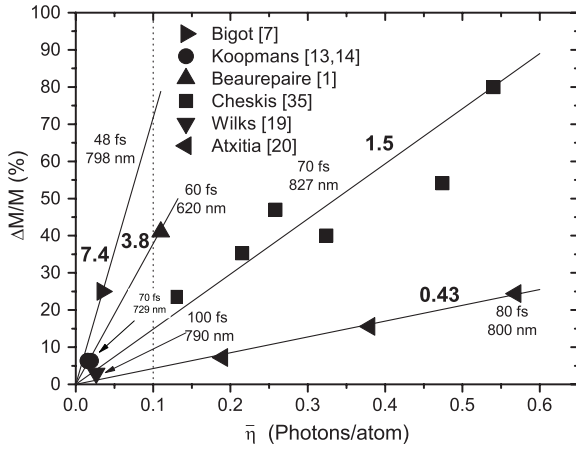 100
90
80
70
60
50
40
30
20
10
0
ΔM/M (%)
Bigot [7]
Koopmans [13,14]
Beaurepaire [1]
Cheskis [35]
Wilks [19]
Atxitia [20]
48 fs
798 nm
60 fs
620 nm
70 fs
827 nm
1.5
7.4
3.8
70 fs
729 nm
100 fs
790 nm
0.43
80 fs
800 nm
0.0 0.1 0.2 0.3 0.4 0.5 0.6
η̄ (Photons/atom)